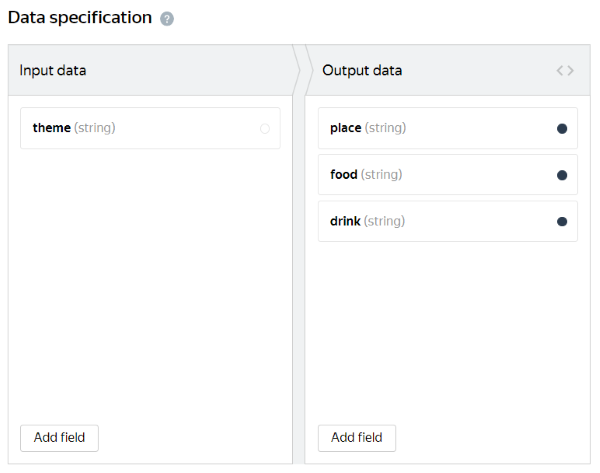 Data specification ?
Input data
Output data <>
theme (string)
place (string)
food (string)
drink (string)
Add field
Add field